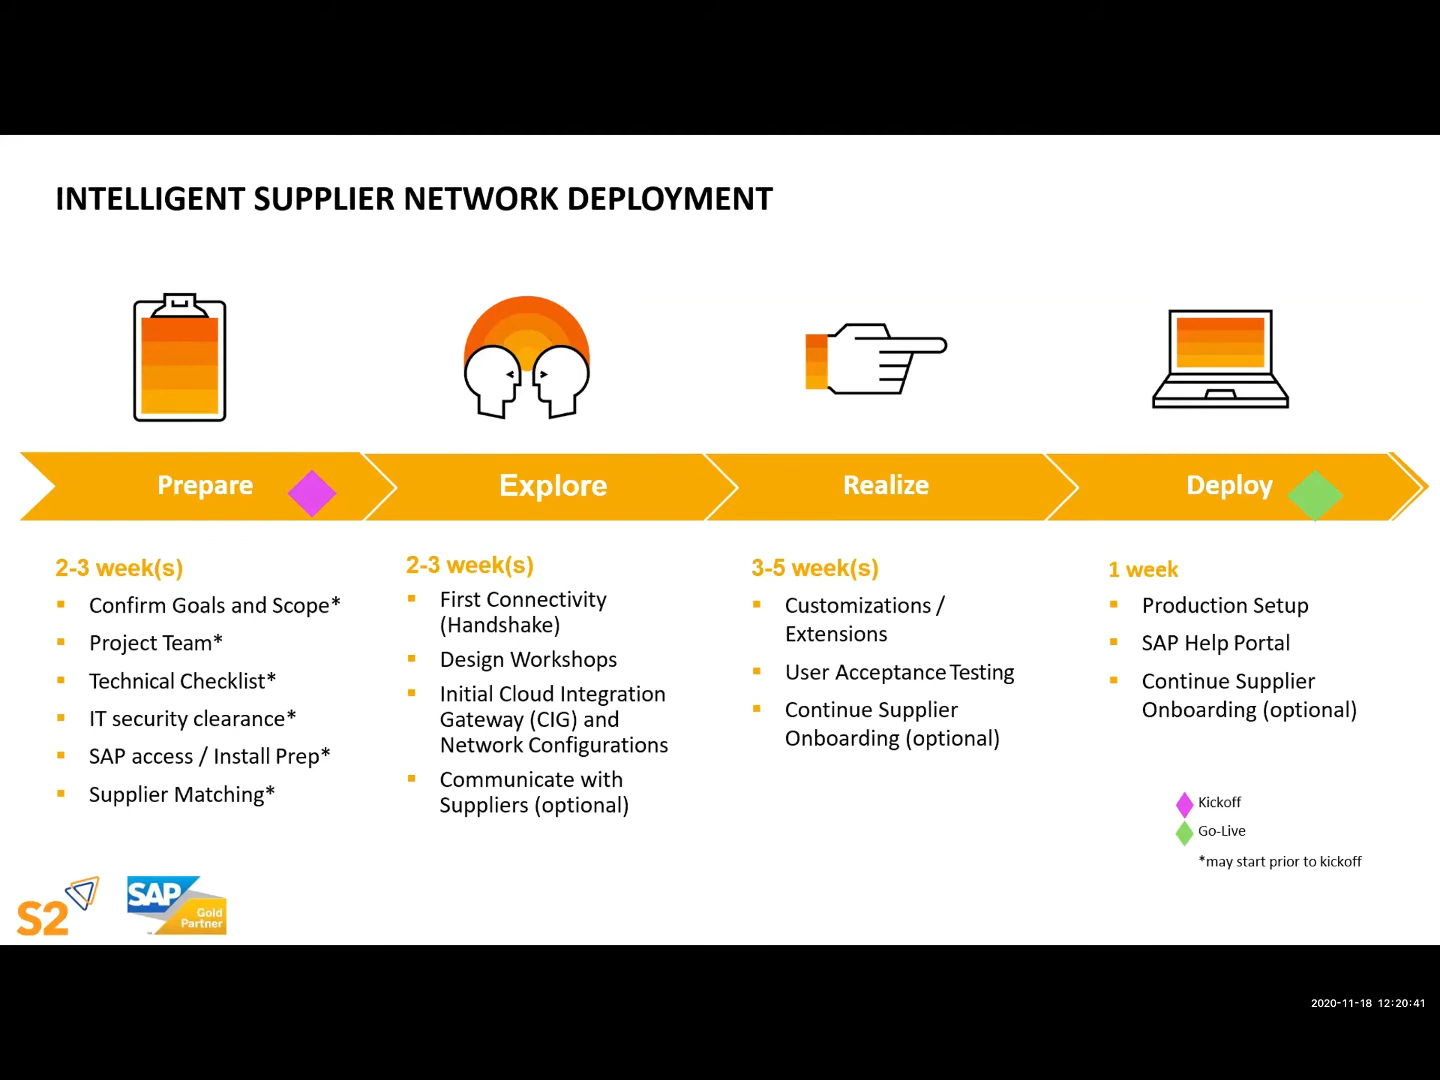 INTELLIGENT SUPPLIER NETWORK DEPLOYMENT
Prepare
Explore
Realize
Deploy
2-3 week(s)
Confirm Goals and Scope*
Project Team*
Technical Checklist*
IT security clearance*
SAP access / Install Prep*
Supplier Matching*
2-3 week(s)
First Connectivity
(Handshake)
Design Workshops
Initial Cloud Integration
Gateway (CIG) and
Network Configurations
Communicate with
Suppliers (optional)
3-5 week(s)
Customizations /
Extensions
User Acceptance Testing
Continue Supplier
Onboarding (optional)
1 week
Production Setup
SAP Help Portal
Continue Supplier
Onboarding (optional)
Kickoff
Go-Live
*may start prior to kickoff
S2
SAP
Gold
Partner
2020-11-18 12:20:41